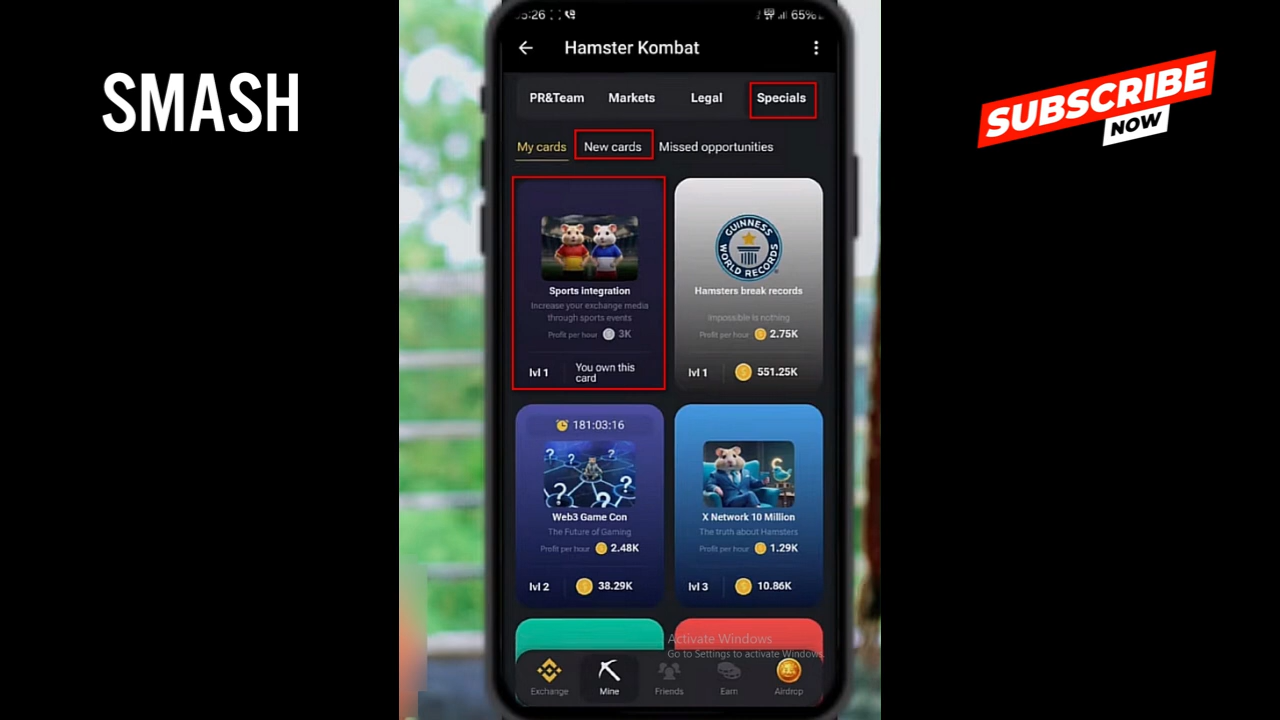 SMASH
SUBSCRIBE
NOW
5:26
65%
Hamster Kombat
PR&Team Markets Legal Specials
My cards New cards Missed opportunities
Sports integration
Increase your exchange media
through sports events
Profit per hour 3K
lvl 1 You own this
card
GUINNESS
WORLD RECORDS
Hamsters break records
Impossible is nothing
Profit per hour 2.75K
lvl 1 551.25K
181:03:16
Web3 Game Con
The Future of Gaming
Profit per hour 2.48K
lvl 2 38.29K
X Network 10 Million
The truth about Hamsters
Profit per hour 1.29K
lvl 3 10.86K
Activate Windows
Go to Settings to activate Windows.
Exchange Mine Friends Earn Airdrop